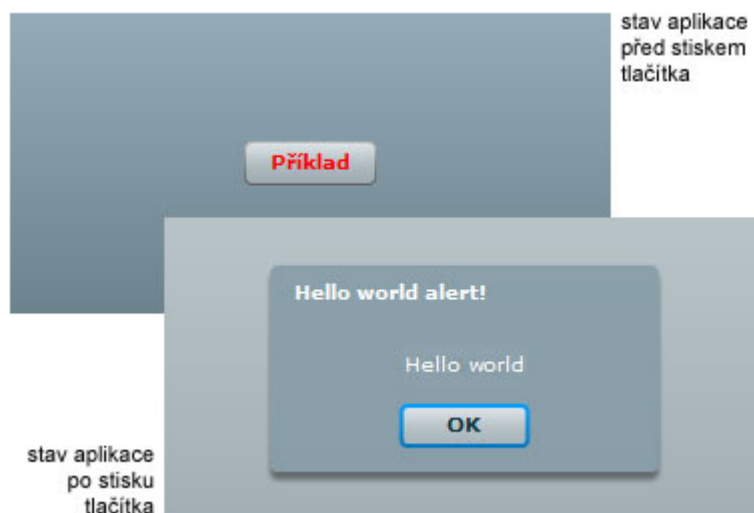 stav aplikace
před stiskem
tlačítka
Příklad
Hello world alert!
Hello world
OK
stav aplikace
po stisku
tlačítka